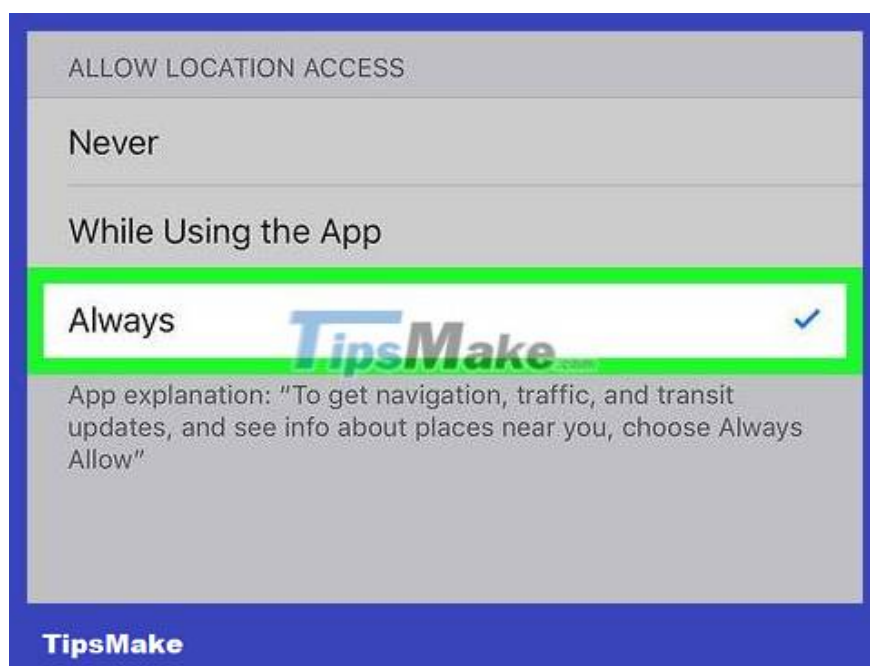 ALLOW LOCATION ACCESS
Never
While Using the App
Always
TipsMake.com
App explanation: "To get navigation, traffic, and transit
updates, and see info about places near you, choose Always
Allow"
TipsMake